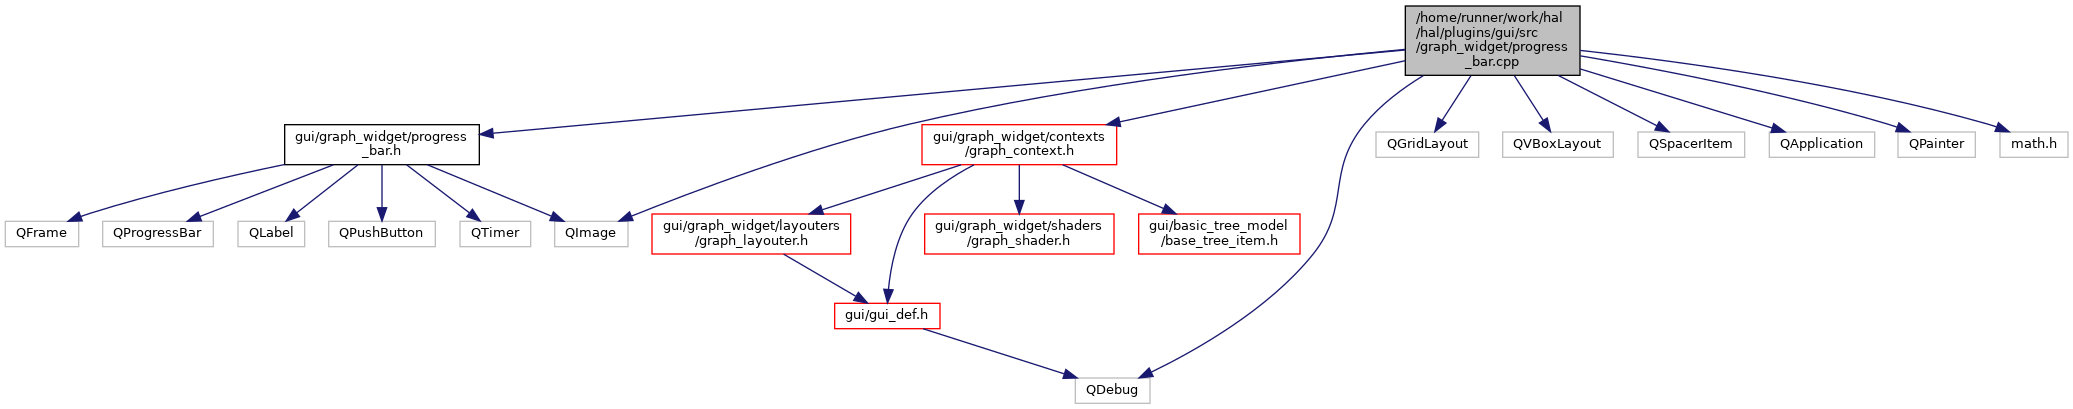 /home/runner/work/hal
/hal/plugins/gui/src
/graph_widget/progress
_bar.cpp
gui/graph_widget/progress
_bar.h
gui/graph_widget/contexts
/graph_context.h
QGridLayout
QVBoxLayout
QSpacerItem
QApplication
QPainter
math.h
QFrame
QProgressBar
QLabel
QPushButton
QTimer
QImage
gui/graph_widget/layouters
/graph_layouter.h
gui/graph_widget/shaders
/graph_shader.h
gui/basic_tree_model
/base_tree_item.h
gui/gui_def.h
QDebug